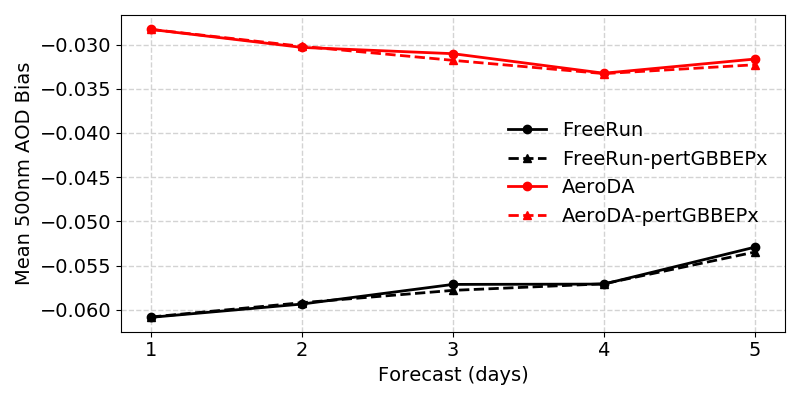 Mean 500nm AOD Bias
−0.030
−0.035
−0.040
−0.045
−0.050
−0.055
−0.060
FreeRun
FreeRun-pertGBBEPx
AeroDA
AeroDA-pertGBBEPx
1 2 3 4 5
Forecast (days)